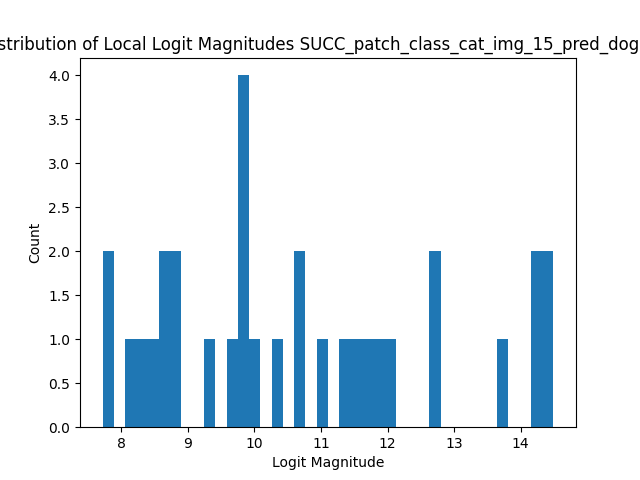 stribution of Local Logit Magnitudes SUCC_patch_class_cat_img_15_pred_dog
4.0
3.5
3.0
2.5
2.0
1.5
1.0
0.5
0.0
Count
8 9 10 11 12 13 14
Logit Magnitude